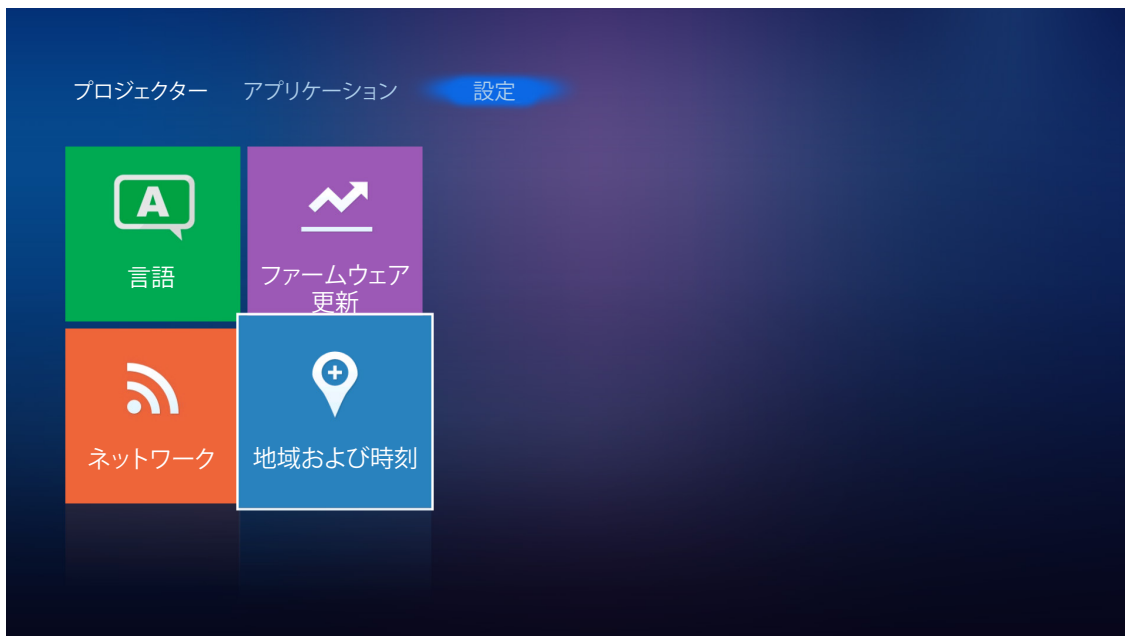 プロジェクター アプリケーション 設定
A
言語
ファームウェア
更新
ネットワーク
地域および時刻